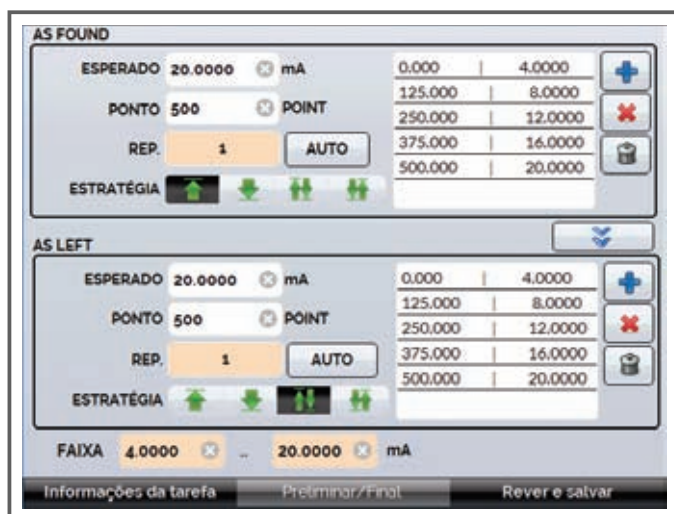 AS FOUND
ESPERADO 20.0000 mA
PONTO 500 POINT
REP. 1 AUTO
ESTRATÉGIA
0.000 | 4.0000
125.000 | 8.0000
250.000 | 12.0000
375.000 | 16.0000
500.000 | 20.0000
AS LEFT
ESPERADO 20.0000 mA
PONTO 500 POINT
REP. 1 AUTO
ESTRATÉGIA
0.000 | 4.0000
125.000 | 8.0000
250.000 | 12.0000
375.000 | 16.0000
500.000 | 20.0000
FAIXA 4.0000 .. 20.0000 mA
Informações da tarefa Preliminar/Final Rever e salvar